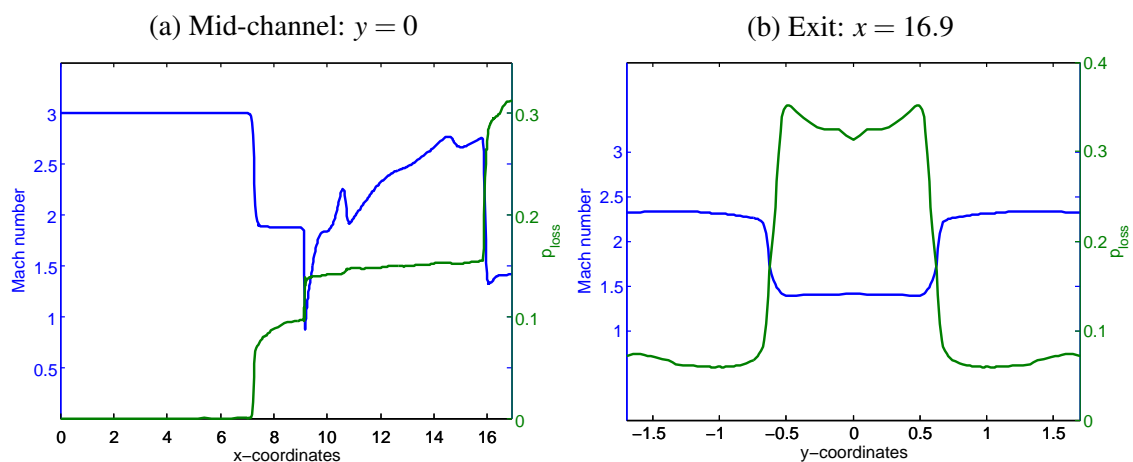 (a) Mid-channel: y = 0
(b) Exit: x = 16.9
3
2.5
2
1.5
1
0.5
Mach number
0.3
0.2
0.1
0
p_loss
0 2 4 6 8 10 12 14 16
x−coordinates
3
2.5
2
1.5
1
Mach number
0.4
0.3
0.2
0.1
0
p_loss
−1.5 −1 −0.5 0 0.5 1 1.5
y−coordinates